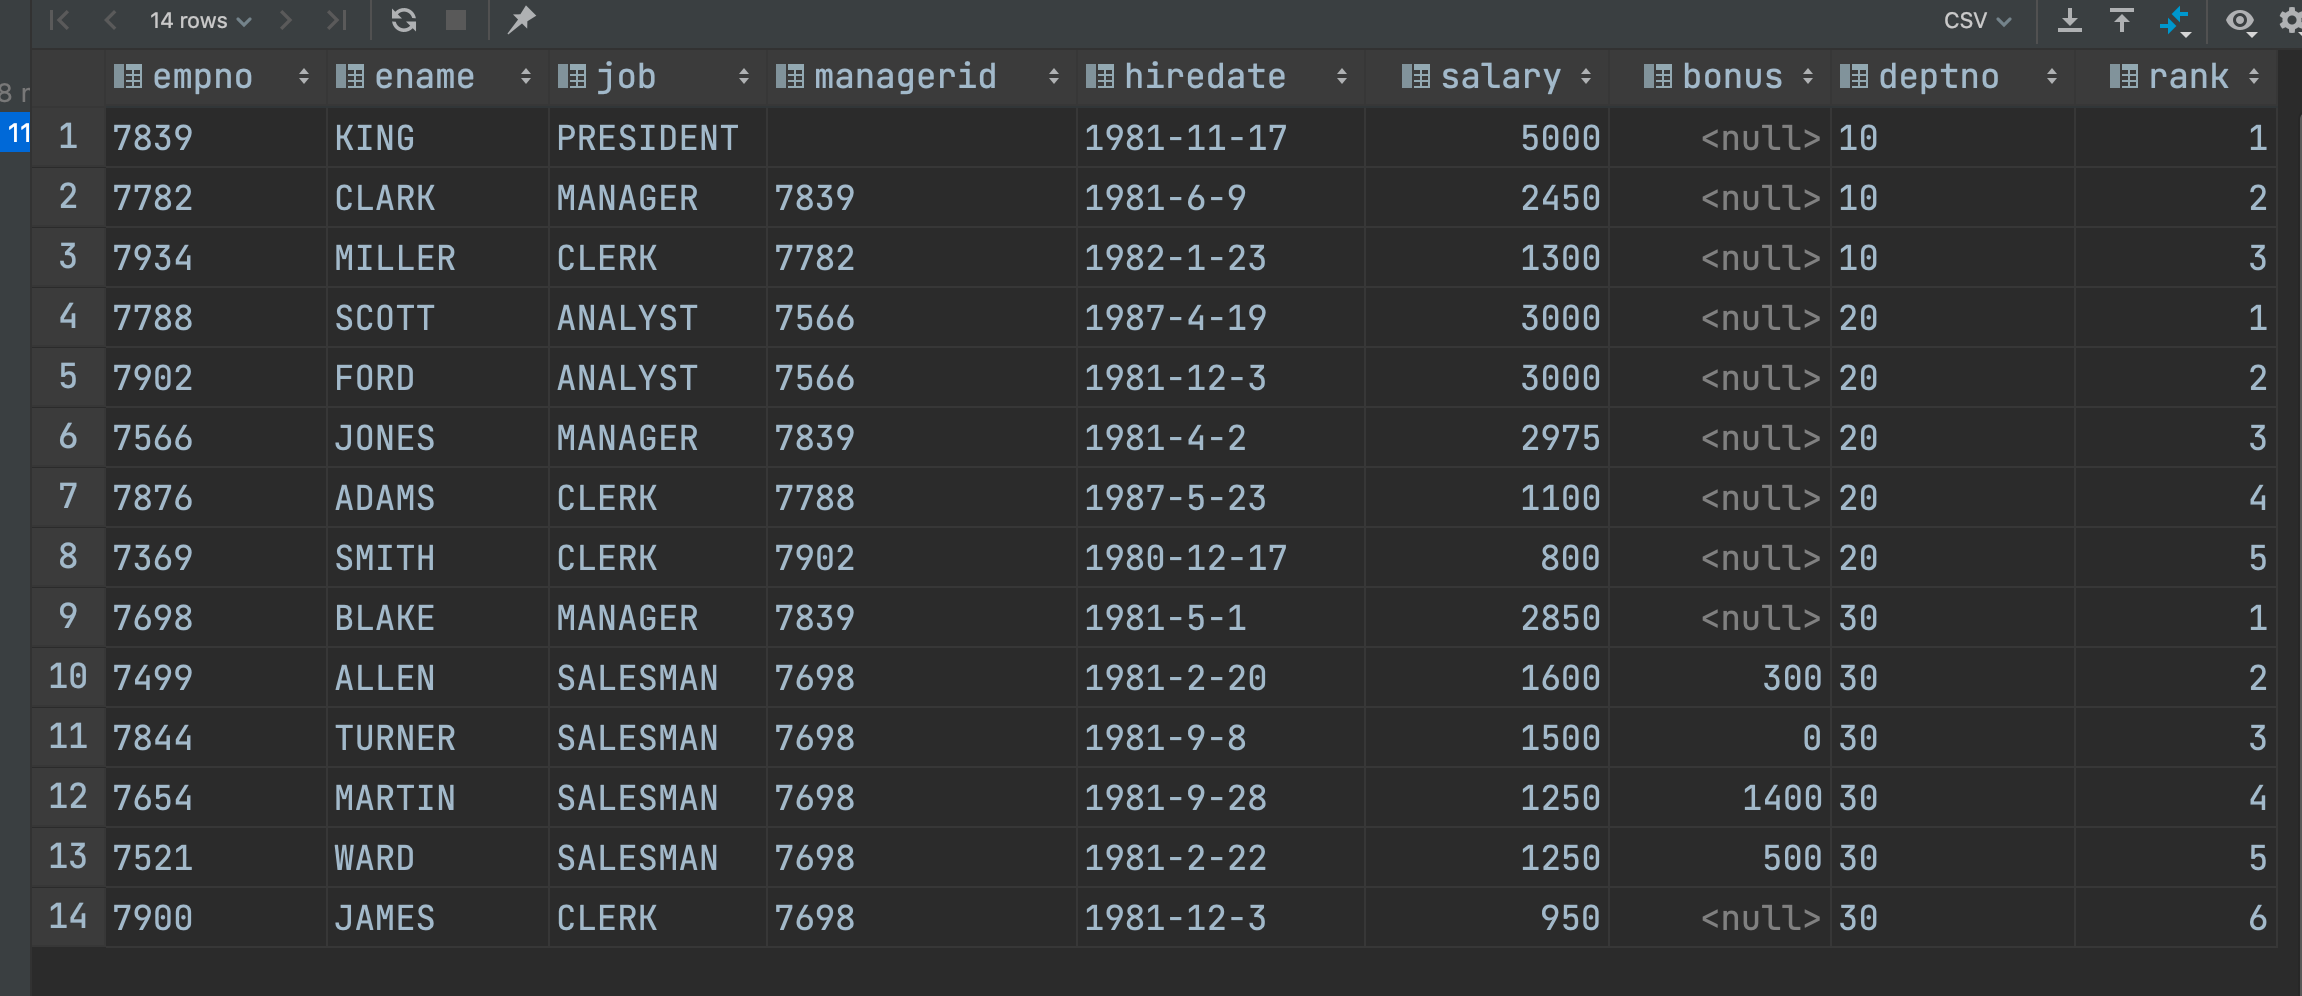 14 rows CSV
8 r
11
empno ename job managerid hiredate salary bonus deptno rank
1 7839 KING PRESIDENT 1981-11-17 5000 <null> 10 1
2 7782 CLARK MANAGER 7839 1981-6-9 2450 <null> 10 2
3 7934 MILLER CLERK 7782 1982-1-23 1300 <null> 10 3
4 7788 SCOTT ANALYST 7566 1987-4-19 3000 <null> 20 1
5 7902 FORD ANALYST 7566 1981-12-3 3000 <null> 20 2
6 7566 JONES MANAGER 7839 1981-4-2 2975 <null> 20 3
7 7876 ADAMS CLERK 7788 1987-5-23 1100 <null> 20 4
8 7369 SMITH CLERK 7902 1980-12-17 800 <null> 20 5
9 7698 BLAKE MANAGER 7839 1981-5-1 2850 <null> 30 1
10 7499 ALLEN SALESMAN 7698 1981-2-20 1600 300 30 2
11 7844 TURNER SALESMAN 7698 1981-9-8 1500 0 30 3
12 7654 MARTIN SALESMAN 7698 1981-9-28 1250 1400 30 4
13 7521 WARD SALESMAN 7698 1981-2-22 1250 500 30 5
14 7900 JAMES CLERK 7698 1981-12-3 950 <null> 30 6